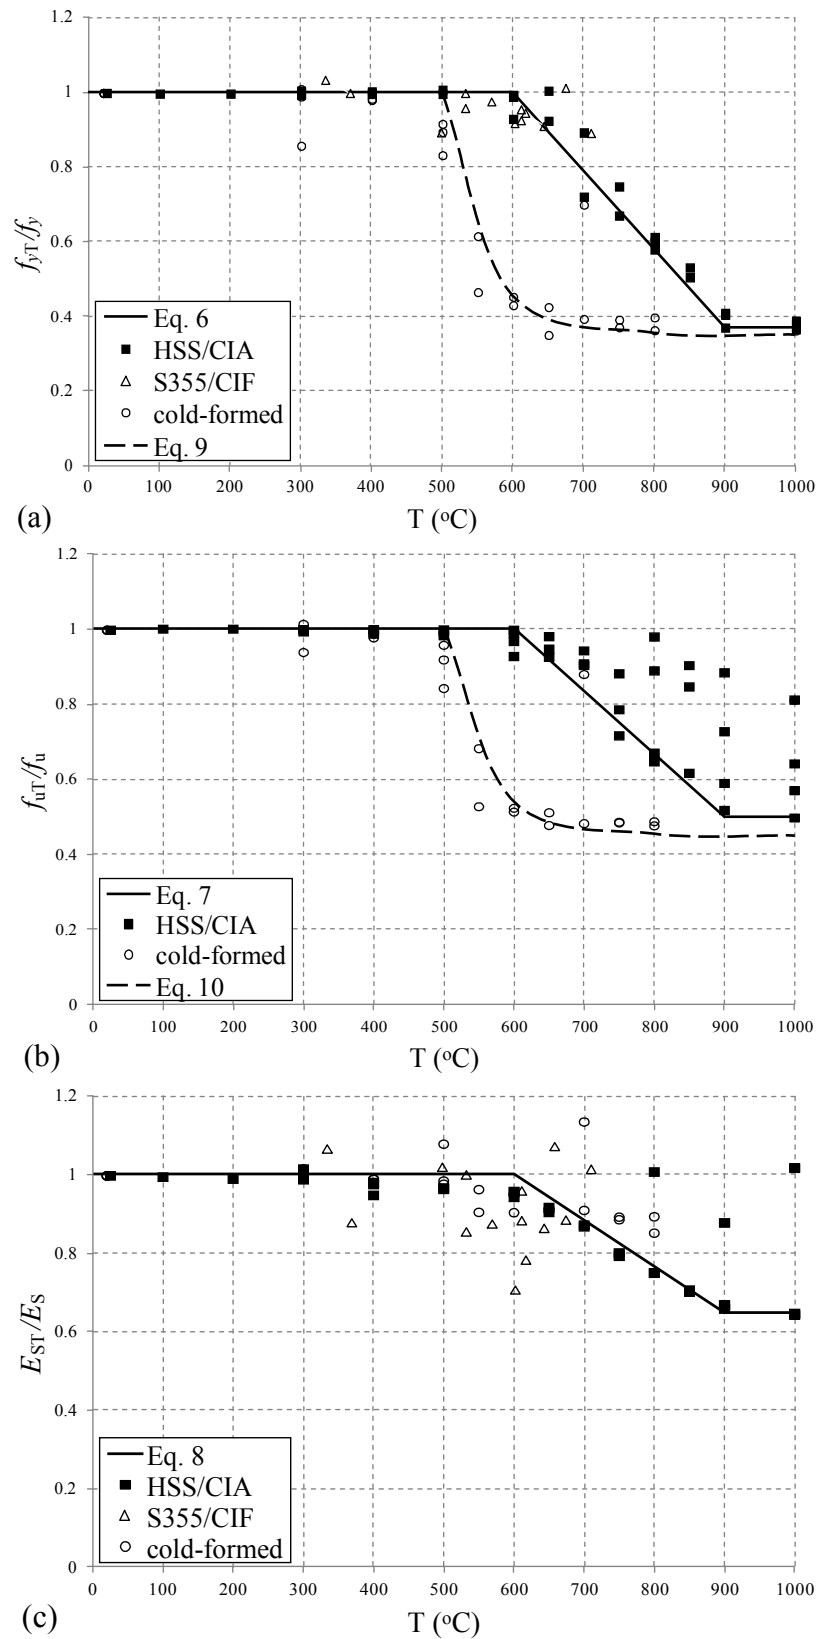 1.2
1
0.8
0.6
0.4
0.2
0
fyT/fy
Eq. 6
HSS/CIA
S355/CIF
cold-formed
Eq. 9
0 100 200 300 400 500 600 700 800 900 1000
(a)
T (°C)
1.2
1
0.8
0.6
0.4
0.2
0
fuT/fu
Eq. 7
HSS/CIA
cold-formed
Eq. 10
0 100 200 300 400 500 600 700 800 900 1000
(b)
T (°C)
1.2
1
0.8
0.6
0.4
0.2
0
EST/ES
Eq. 8
HSS/CIA
S355/CIF
cold-formed
0 100 200 300 400 500 600 700 800 900 1000
(c)
T (°C)